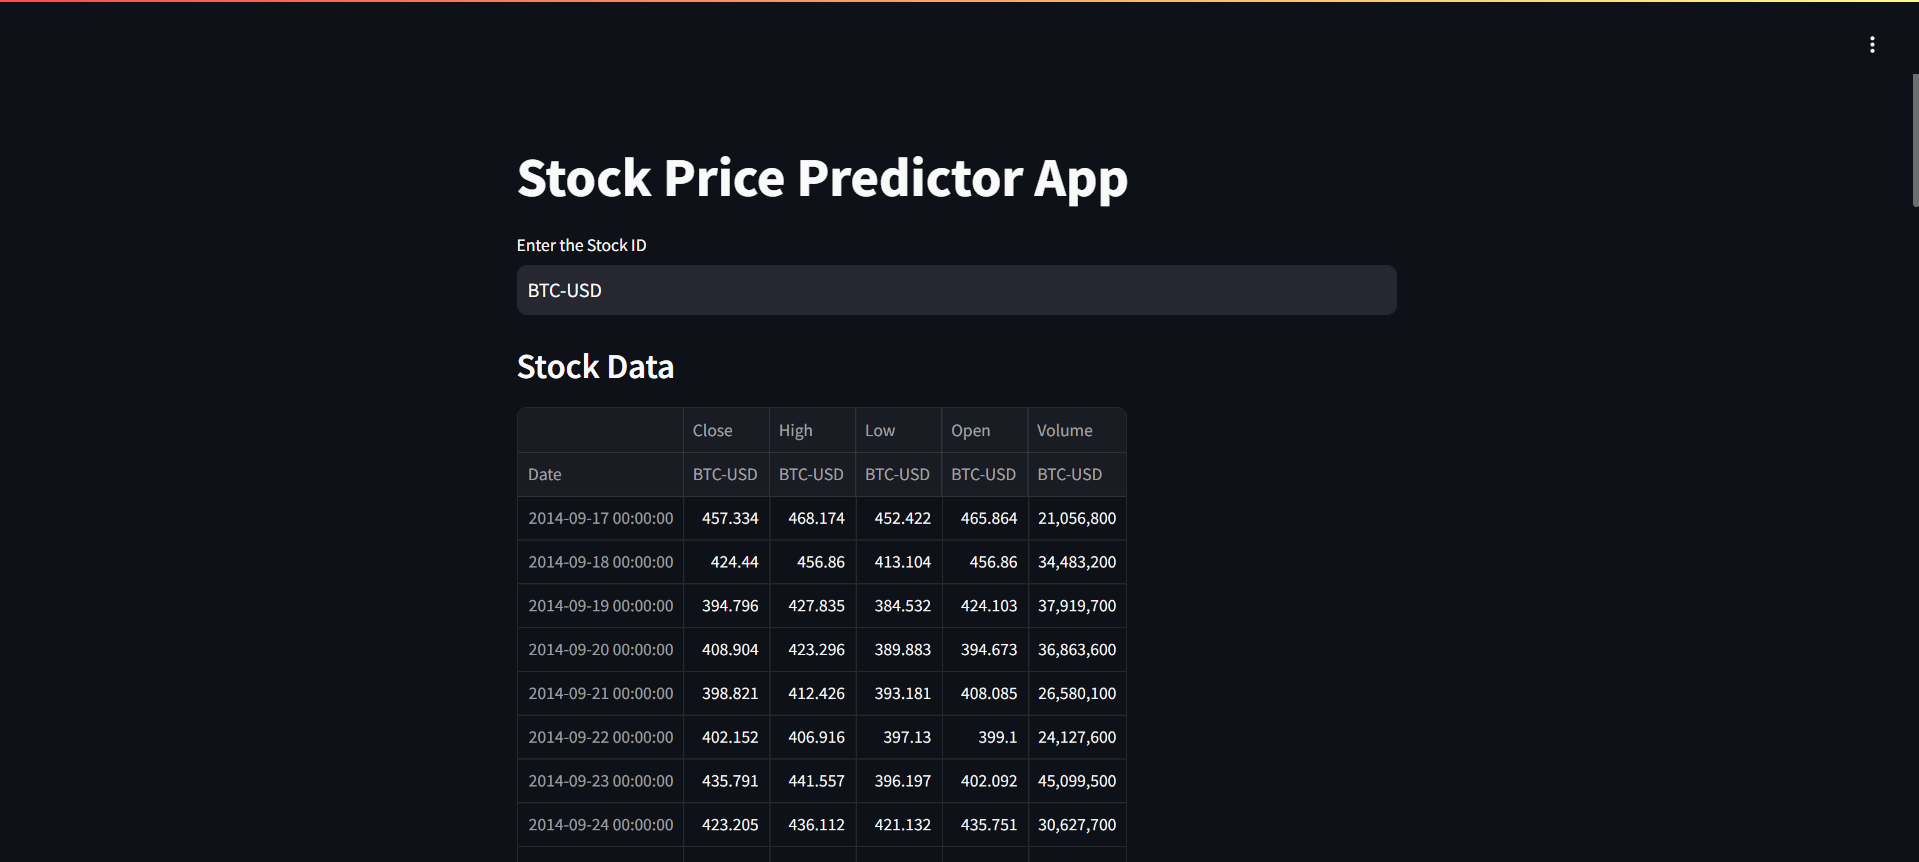 Stock Price Predictor App
Enter the Stock ID
BTC-USD
Stock Data
Close High Low Open Volume
Date BTC-USD BTC-USD BTC-USD BTC-USD BTC-USD
2014-09-17 00:00:00 457.334 468.174 452.422 465.864 21,056,800
2014-09-18 00:00:00 424.44 456.86 413.104 456.86 34,483,200
2014-09-19 00:00:00 394.796 427.835 384.532 424.103 37,919,700
2014-09-20 00:00:00 408.904 423.296 389.883 394.673 36,863,600
2014-09-21 00:00:00 398.821 412.426 393.181 408.085 26,580,100
2014-09-22 00:00:00 402.152 406.916 397.13 399.1 24,127,600
2014-09-23 00:00:00 435.791 441.557 396.197 402.092 45,099,500
2014-09-24 00:00:00 423.205 436.112 421.132 435.751 30,627,700